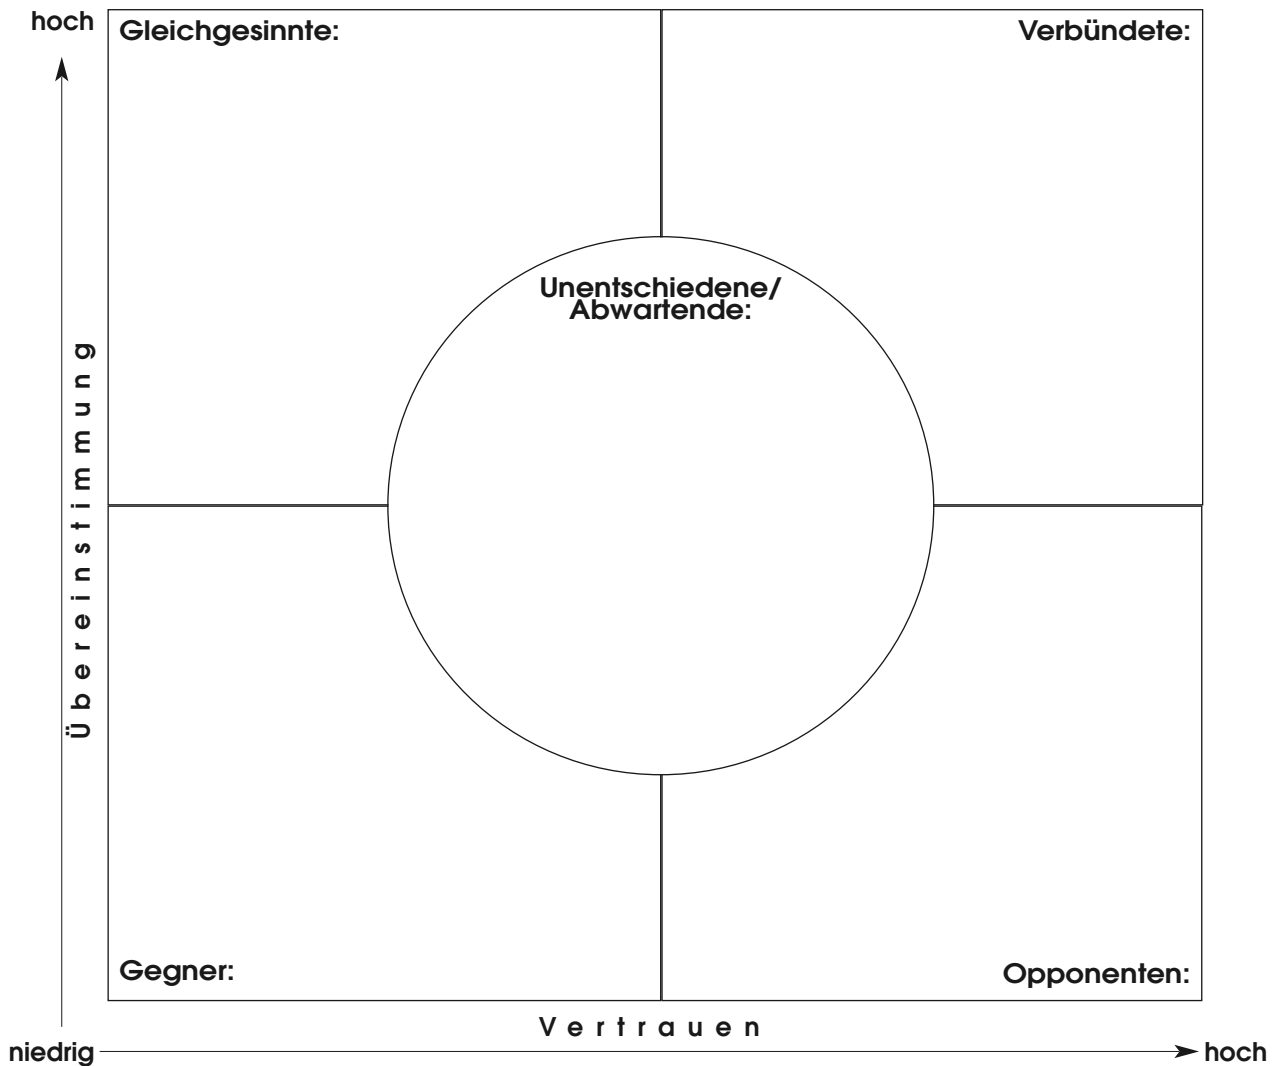 hoch
Gleichgesinnte:
Verbündete:
Unentschiedene/
Abwartende:
Übereinstimmung
Gegner:
Opponenten:
Vertrauen
niedrig
hoch